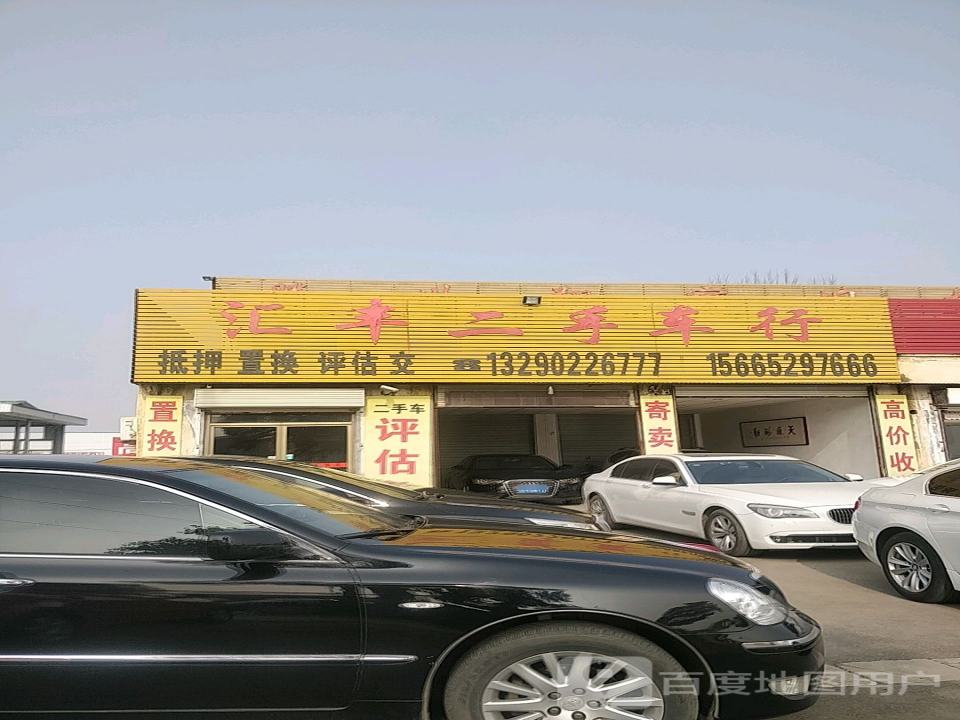 汇丰二手车行
抵押 置换 评估 交 ☎13290226777 15665297666
置换
二手车
评估
寄卖
高价收
百度地图用户